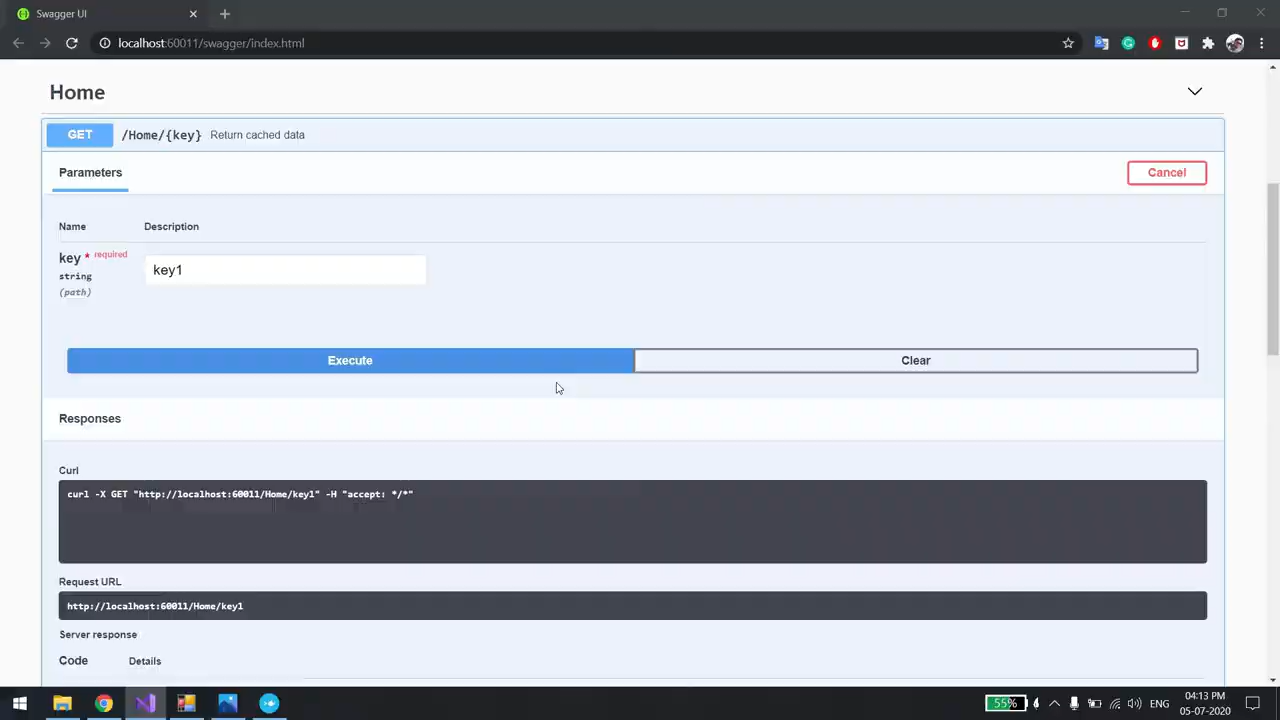 Swagger UI
localhost:60011/swagger/index.html
Home
GET /Home/{key} Return cached data
Parameters
Cancel
Name Description
key * required
string
(path)
key1
Execute
Clear
Responses
Curl
curl -X GET "http://localhost:60011/Home/key1" -H "accept: */*"
Request URL
http://localhost:60011/Home/key1
Server response
Code Details
55%
ENG
04:13 PM
05-07-2020